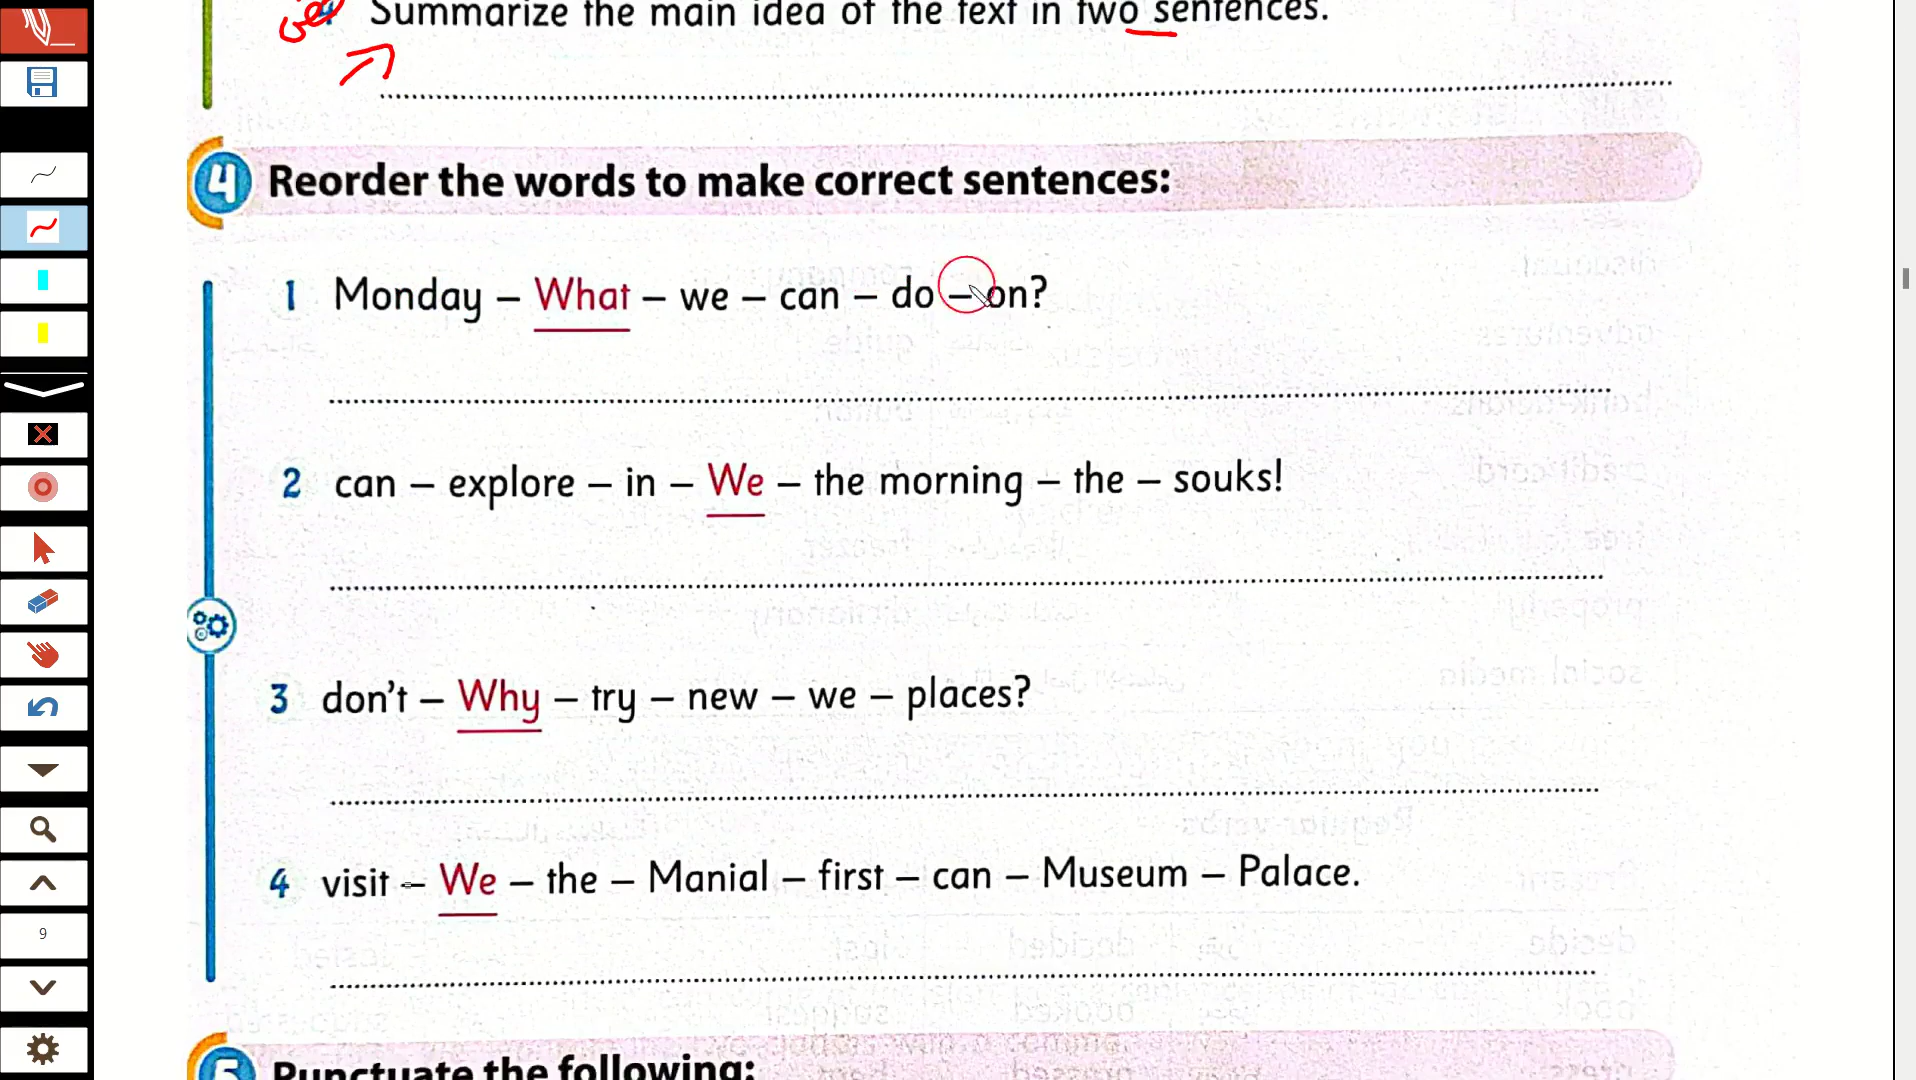 Summarize the main idea of the text in two sentences.
4 Reorder the words to make correct sentences:
1 Monday – What – we – can – do – on?
2 can – explore – in – We – the morning – the – souks!
3 don't – Why – try – new – we – places?
4 visit – We – the – Manial – first – can – Museum – Palace.
9
5 Punctuate the following: